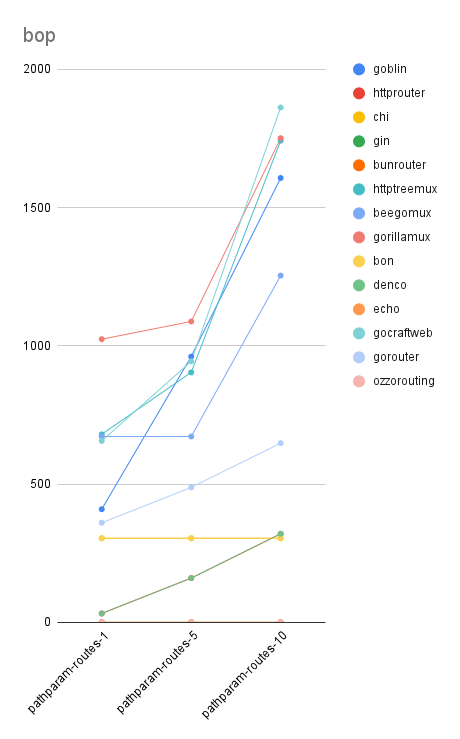 bop
2000
1500
1000
500
0
pathparam-routes-1
pathparam-routes-5
pathparam-routes-10
goblin
httprouter
chi
gin
bunrouter
httptreemux
beegomux
gorillamux
bon
denco
echo
gocraftweb
gorouter
ozzorouting